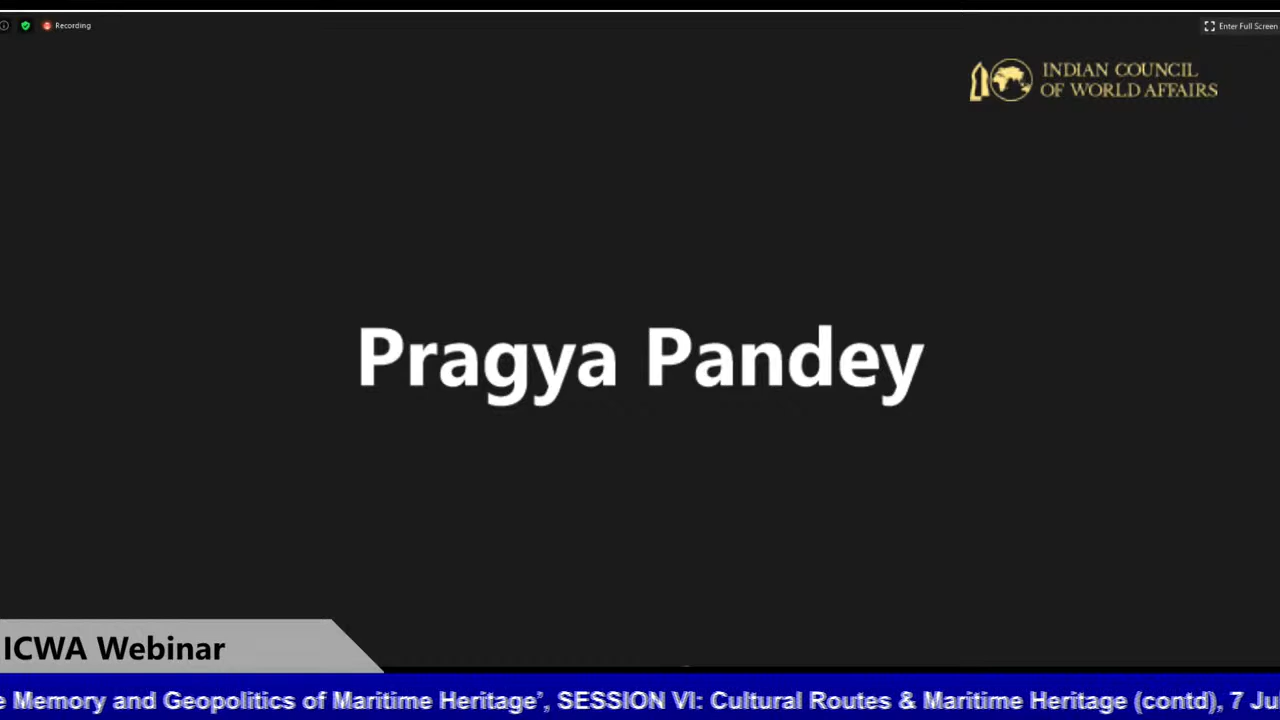 Recording
Enter Full Screen
INDIAN COUNCIL
OF WORLD AFFAIRS
Pragya Pandey
ICWA Webinar
Memory and Geopolitics of Maritime Heritage', SESSION VI: Cultural Routes & Maritime Heritage (contd), 7